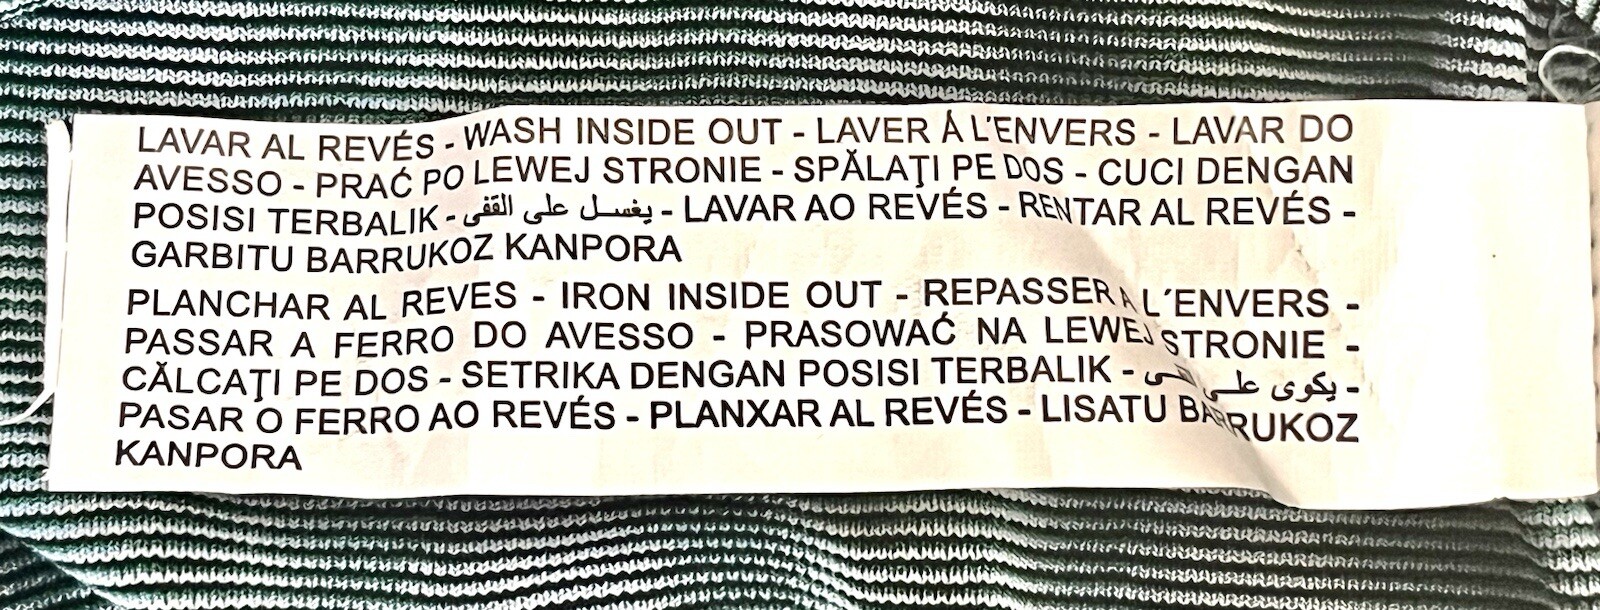 LAVAR AL REVÉS - WASH INSIDE OUT - LAVER Á L'ENVERS - LAVAR DO
AVESSO - PRAĆ PO LEWEJ STRONIE - SPĂLAŢI PE DOS - CUCI DENGAN
POSISI TERBALIK - يغسل على القفى - LAVAR AO REVÉS - RENTAR AL REVÉS -
GARBITU BARRUKOZ KANPORA
PLANCHAR AL REVES - IRON INSIDE OUT - REPASSER A L´ENVERS -
PASSAR A FERRO DO AVESSO - PRASOWAĆ NA LEWEJ STRONIE -
CĂLCAŢI PE DOS - SETRIKA DENGAN POSISI TERBALIK - يكوى على -
PASAR O FERRO AO REVÉS - PLANXAR AL REVÉS - LISATU BARRUKOZ
KANPORA